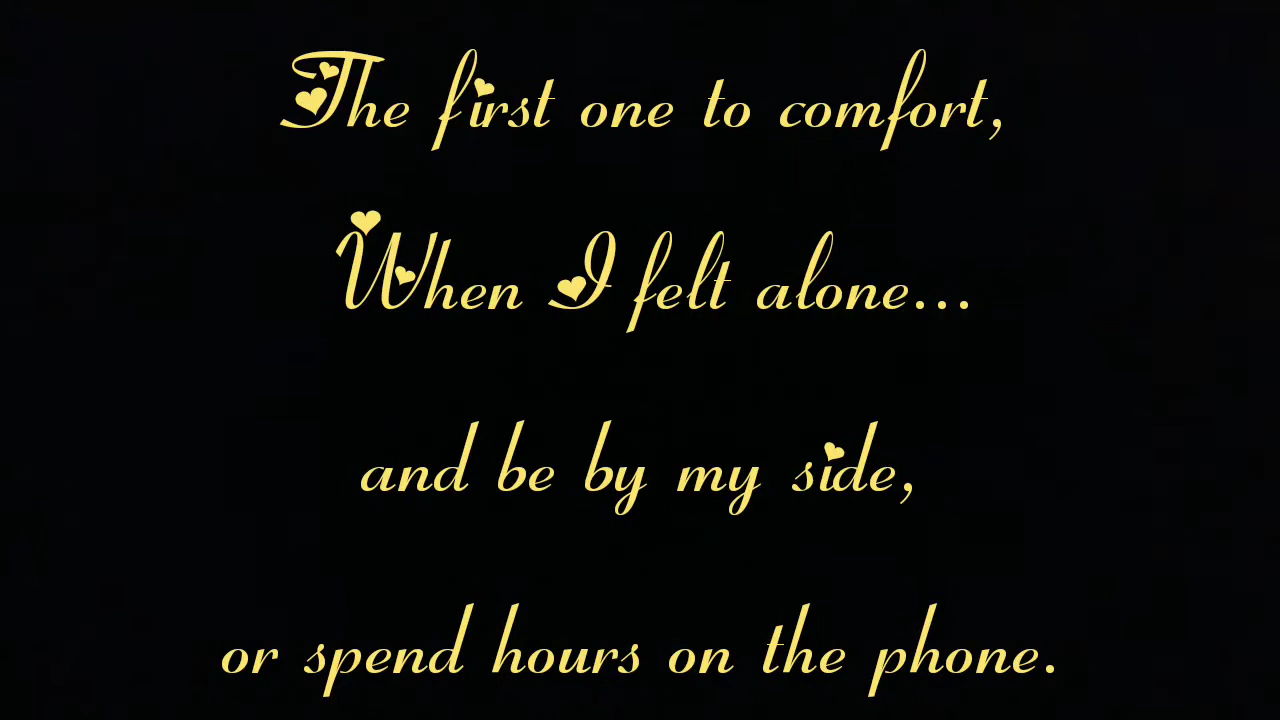 The first one to comfort,
When I felt alone...
and be by my side,
or spend hours on the phone.